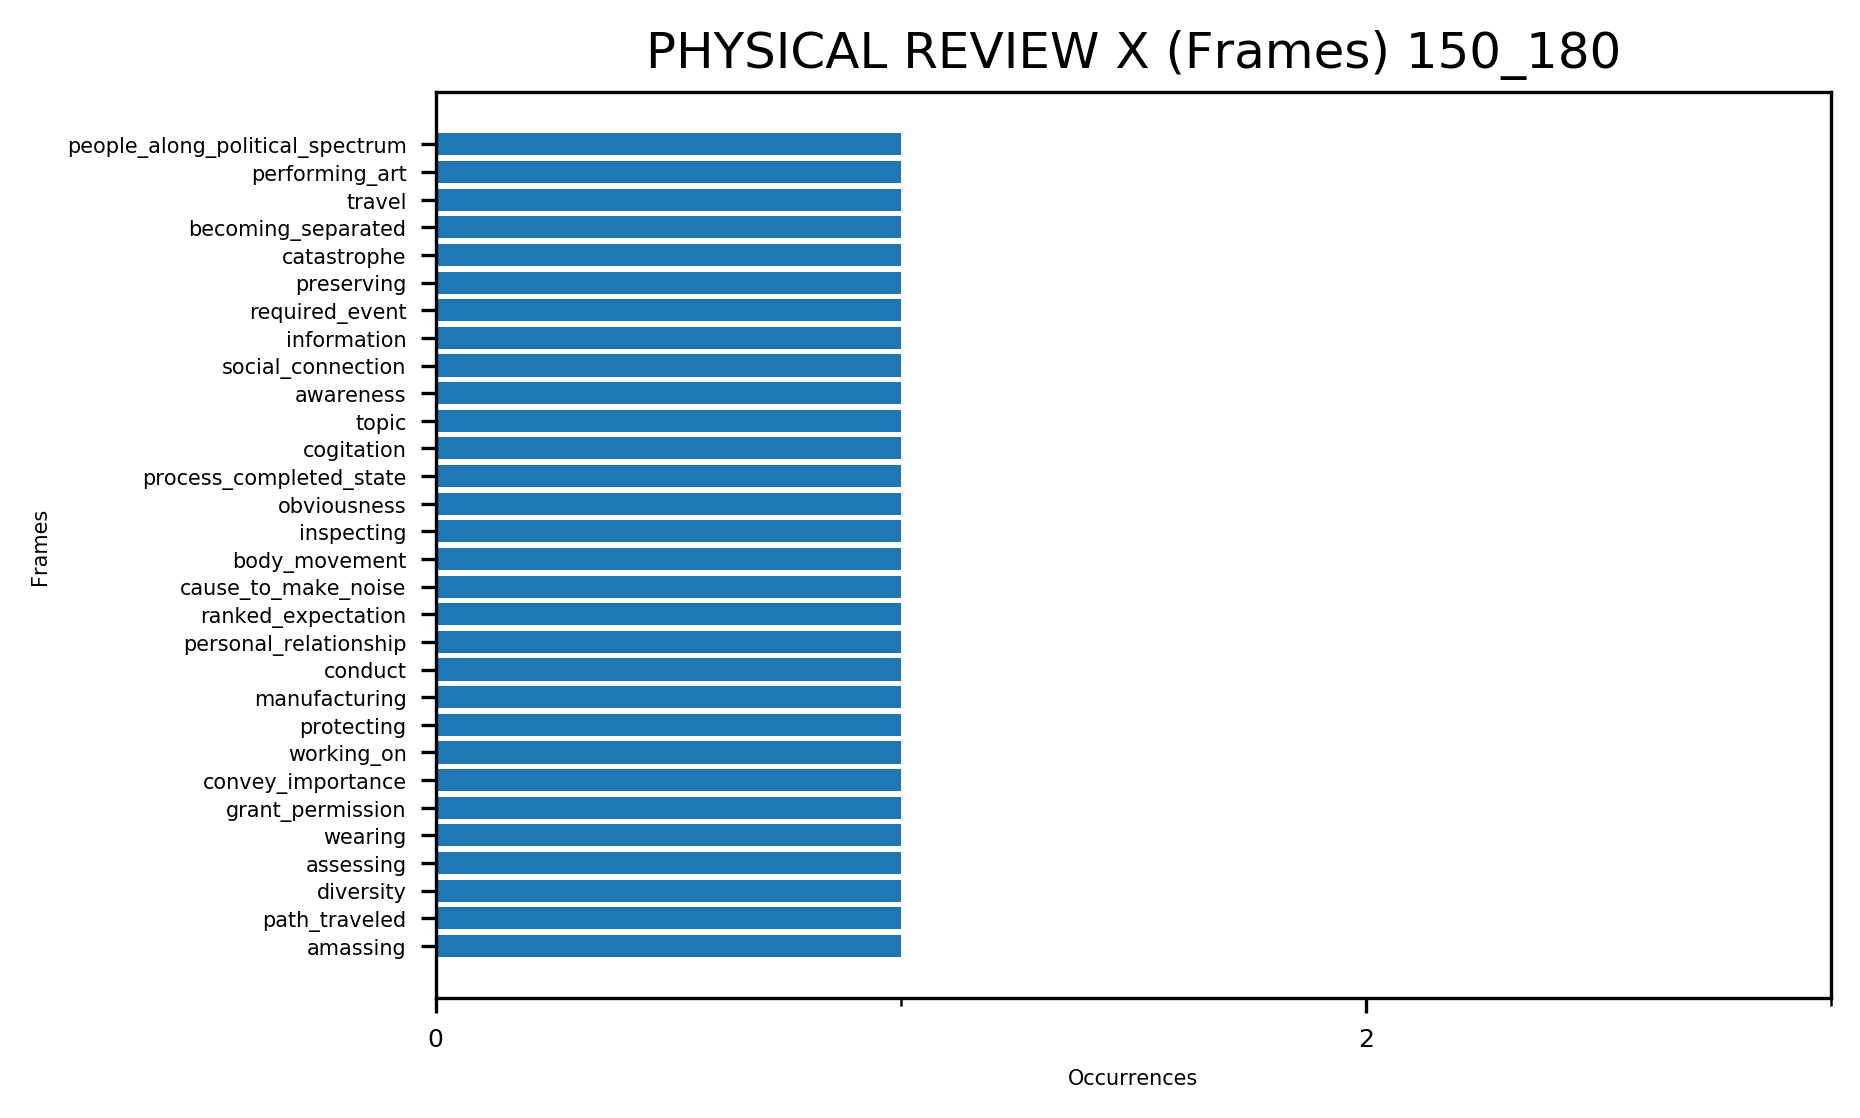 PHYSICAL REVIEW X (Frames) 150_180
people_along_political_spectrum
performing_art
travel
becoming_separated
catastrophe
preserving
required_event
information
social_connection
awareness
topic
cogitation
process_completed_state
obviousness
inspecting
body_movement
cause_to_make_noise
ranked_expectation
personal_relationship
conduct
manufacturing
protecting
working_on
convey_importance
grant_permission
wearing
assessing
diversity
path_traveled
amassing
Frames
0 2
Occurrences